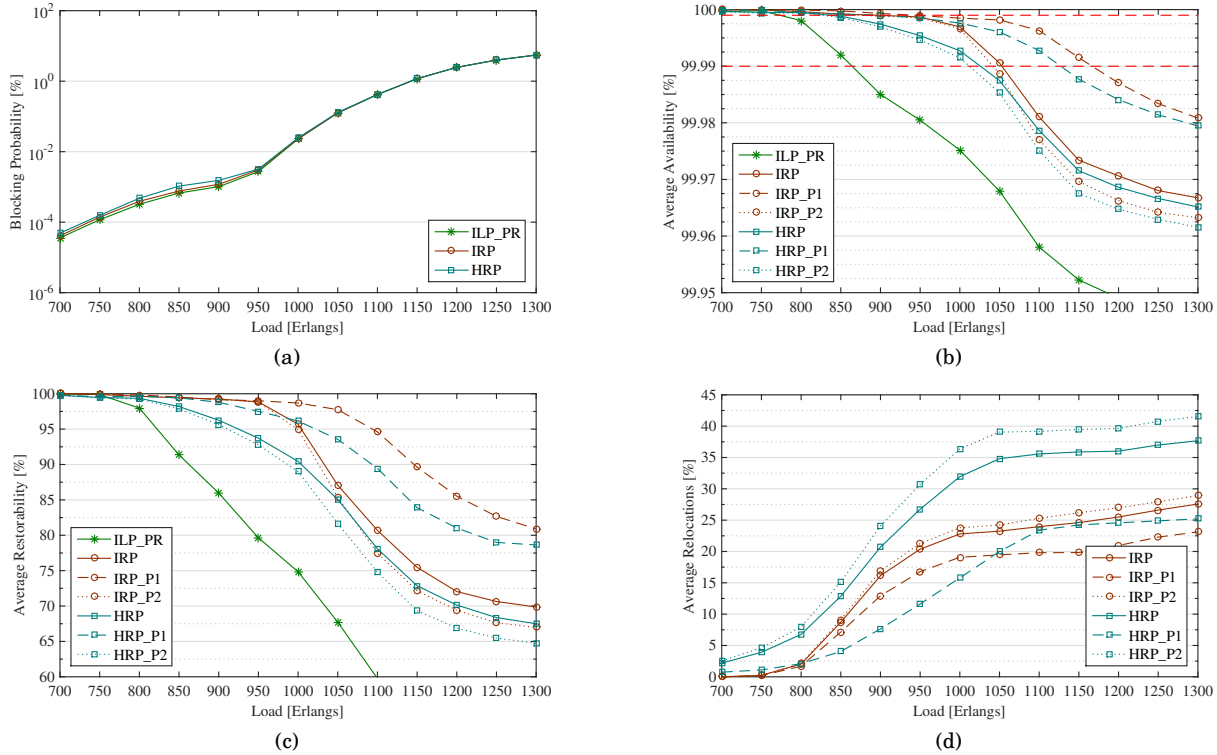 Blocking Probability [%]
10^2
10^0
10^-2
10^-4
10^-6
700 750 800 850 900 950 1000 1050 1100 1150 1200 1250 1300
Load [Erlangs]
ILP_PR
IRP
HRP
(a)
Average Availability [%]
100
99.99
99.98
99.97
99.96
99.95
700 750 800 850 900 950 1000 1050 1100 1150 1200 1250 1300
Load [Erlangs]
ILP_PR
IRP
IRP_P1
IRP_P2
HRP
HRP_P1
HRP_P2
(b)
Average Restorability [%]
100
95
90
85
80
75
70
65
60
700 750 800 850 900 950 1000 1050 1100 1150 1200 1250 1300
Load [Erlangs]
ILP_PR
IRP
IRP_P1
IRP_P2
HRP
HRP_P1
HRP_P2
(c)
Average Relocations [%]
45
40
35
30
25
20
15
10
5
0
700 750 800 850 900 950 1000 1050 1100 1150 1200 1250 1300
Load [Erlangs]
IRP
IRP_P1
IRP_P2
HRP
HRP_P1
HRP_P2
(d)